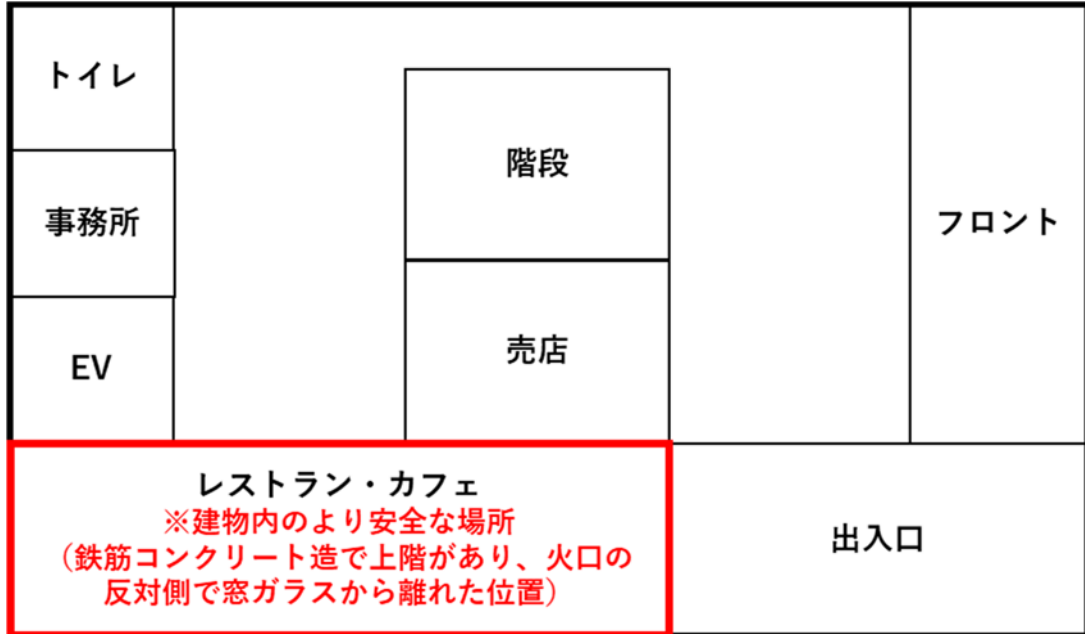 トイレ
階段
事務所
フロント
売店
EV
レストラン・カフェ
※建物内のより安全な場所
（鉄筋コンクリート造で上階があり、火口の
反対側で窓ガラスから離れた位置）
出入口